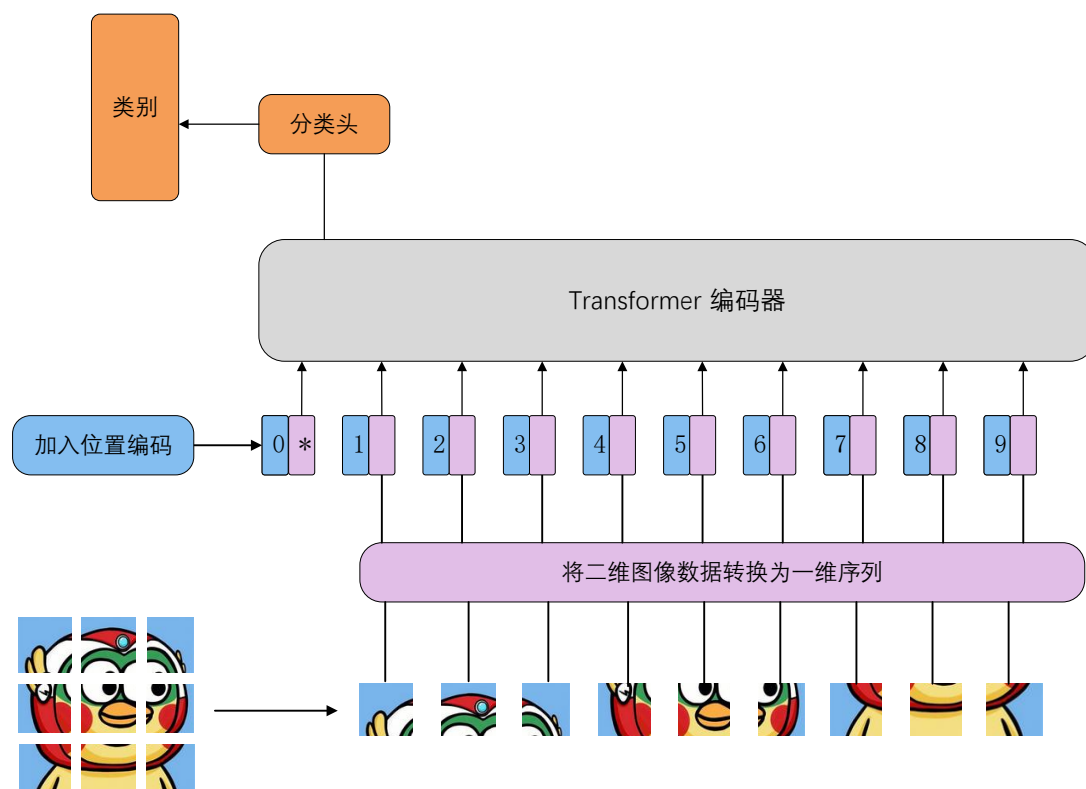 类别
分类头
Transformer 编码器
加入位置编码
0 * 1 2 3 4 5 6 7 8 9
将二维图像数据转换为一维序列